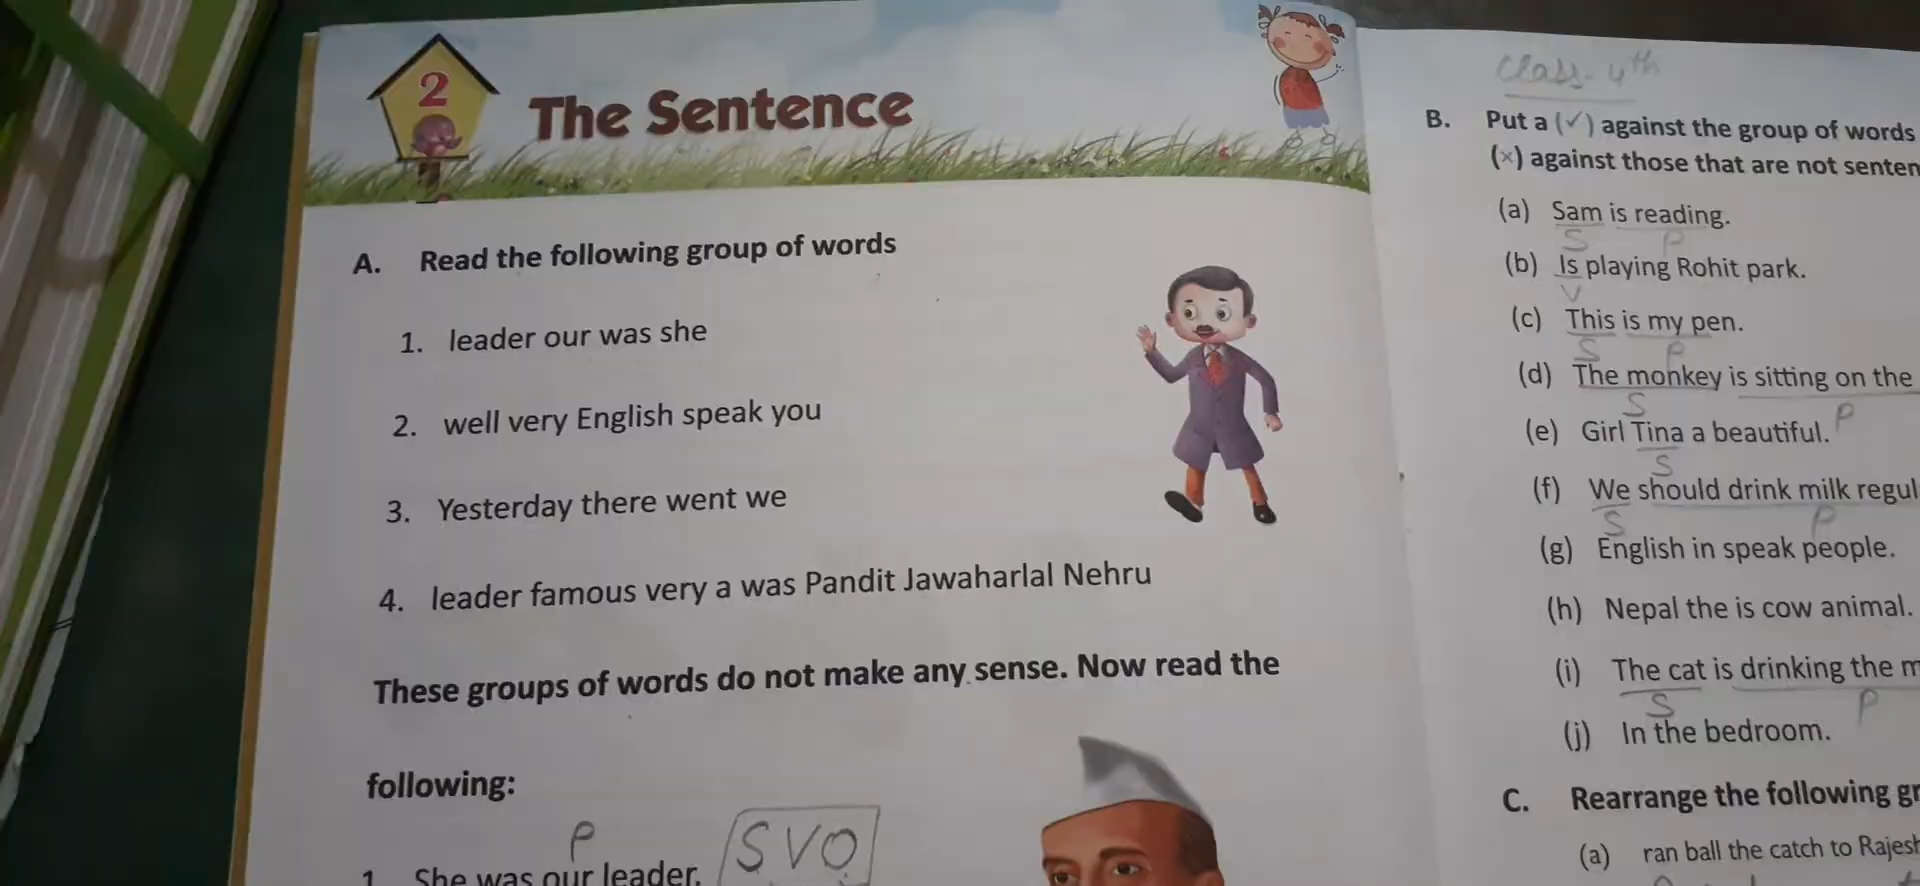 2
The Sentence
A. Read the following group of words
1. leader our was she
2. well very English speak you
3. Yesterday there went we
4. leader famous very a was Pandit Jawaharlal Nehru
These groups of words do not make any sense. Now read the
following:
P
S V O
1. She was our leader.
Class- 4th
B. Put a (✓) against the group of words
(×) against those that are not
(a) Sam is reading.
S P
(b) Is playing Rohit park.
V
(c) This is my pen.
S P
(d) The monkey is sitting on the
S P
(e) Girl Tina a beautiful.
S
(f) We should drink milk
S P
(g) English in speak people.
(h) Nepal the is cow animal.
(i) The cat is drinking the
S P
(j) In the bedroom.
C. Rearrange the following
(a) ran ball the catch to